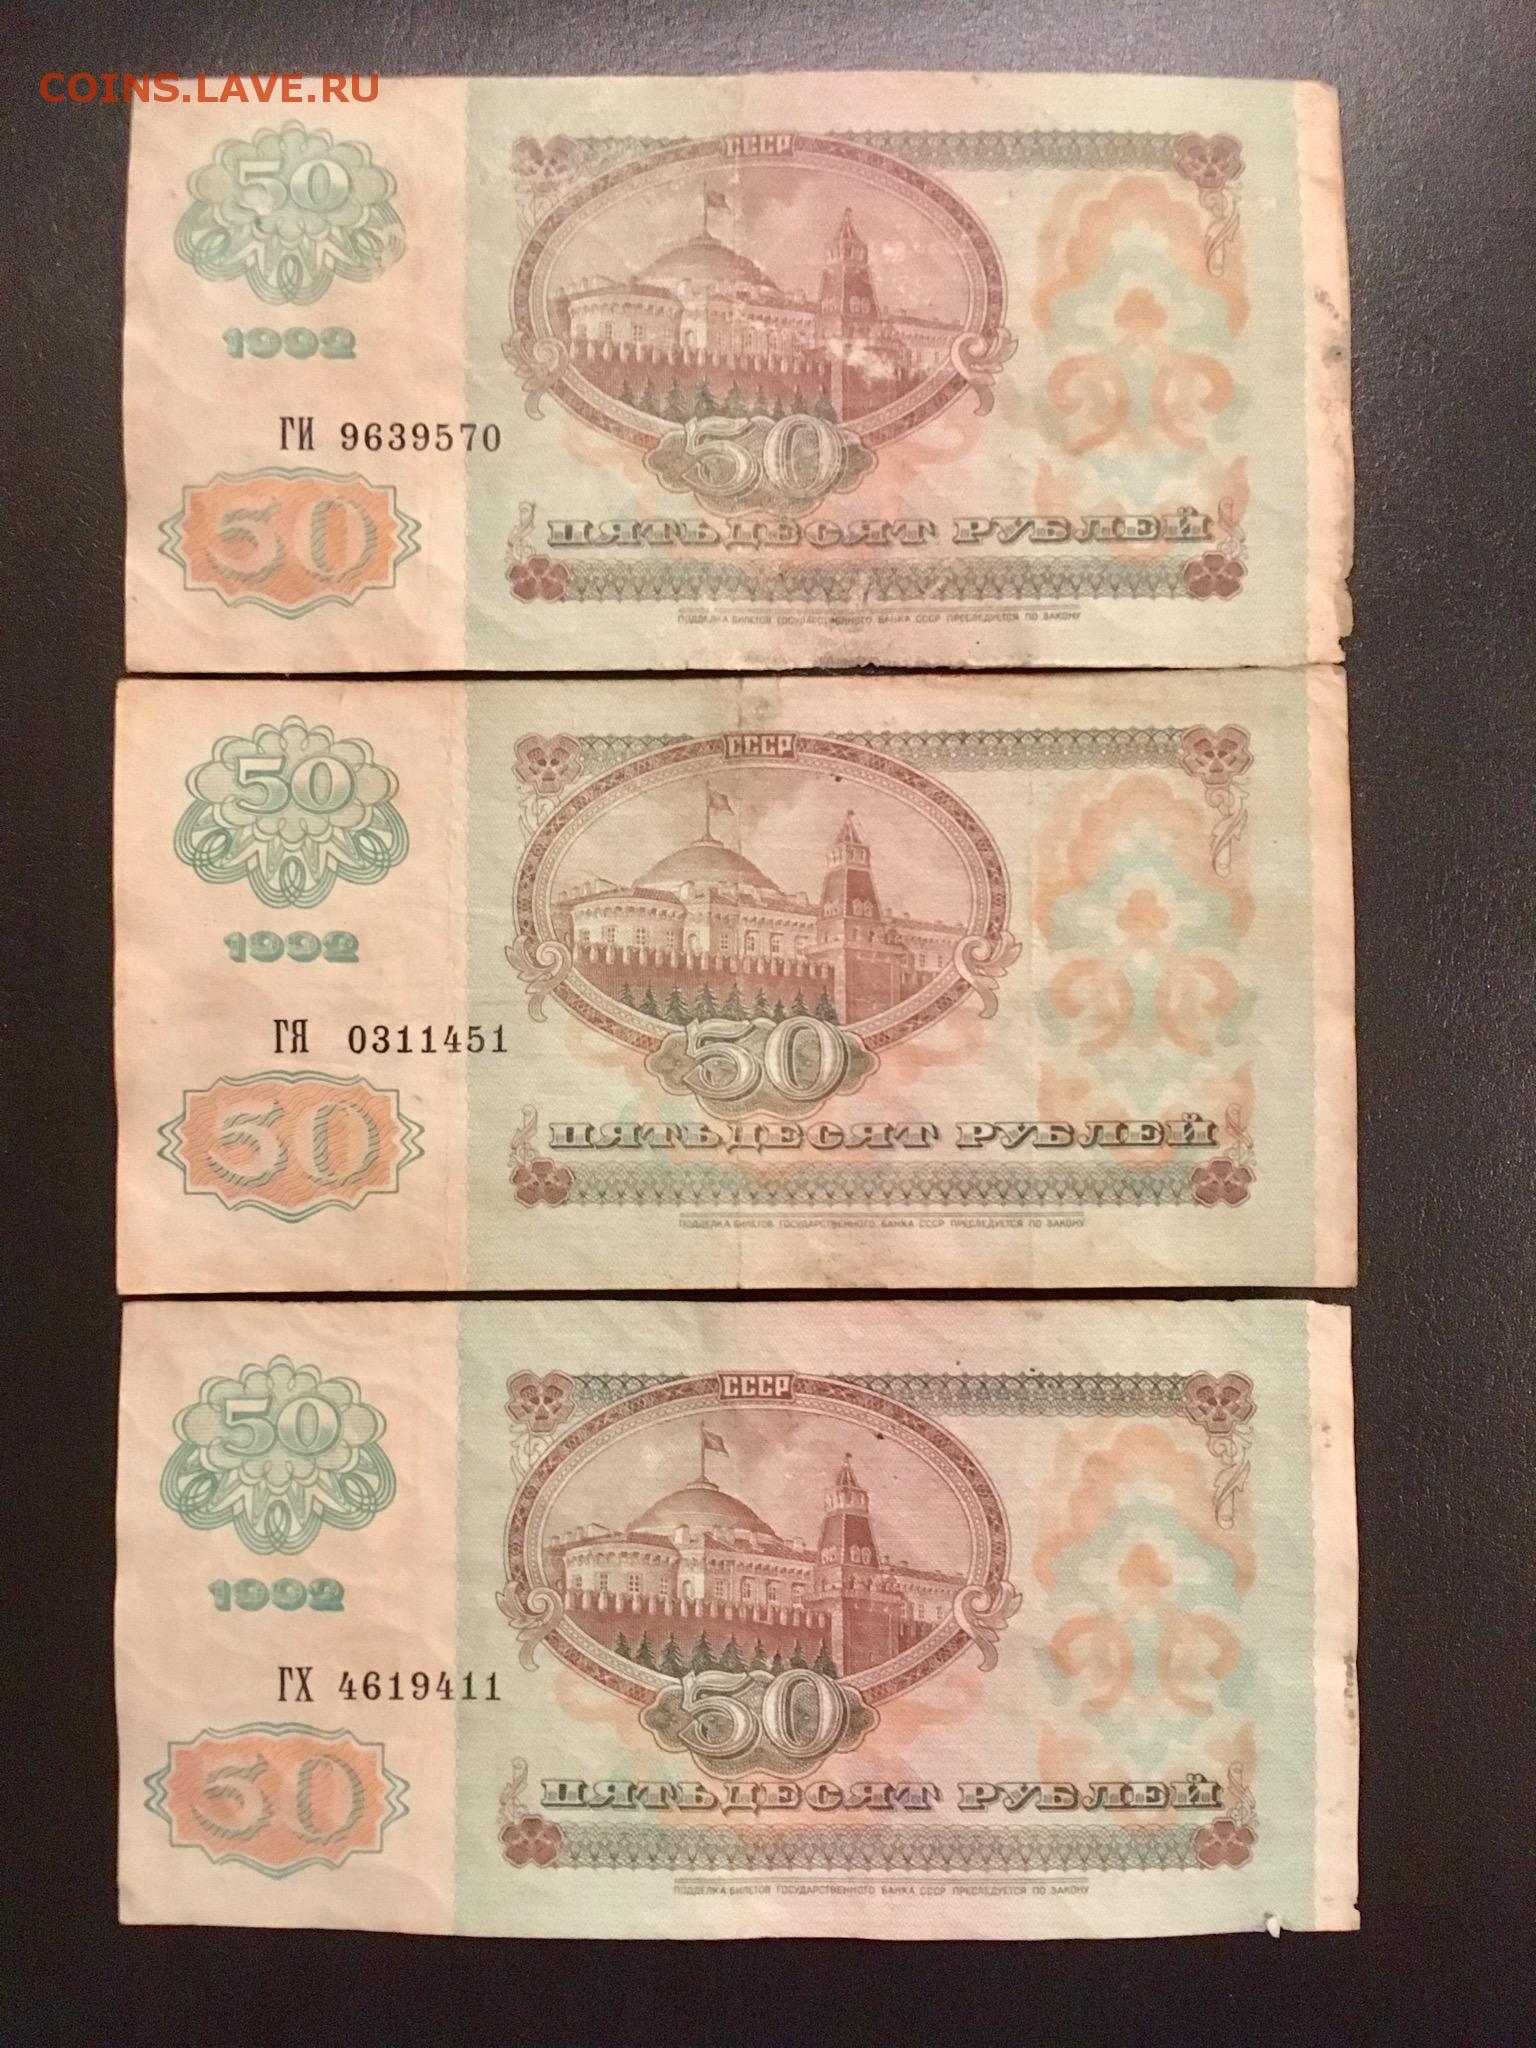 COINS.LAVE.RU
СССР
50
1992
ГИ 9639570
50
50
ПЯТЬДЕСЯТ РУБЛЕЙ
ПОДДЕЛКА БИЛЕТОВ ГОСУДАРСТВЕННОГО БАНКА СССР ПРЕСЛЕДУЕТСЯ ПО ЗАКОНУ
СССР
50
1992
ГЯ 0311451
50
50
ПЯТЬДЕСЯТ РУБЛЕЙ
ПОДДЕЛКА БИЛЕТОВ ГОСУДАРСТВЕННОГО БАНКА СССР ПРЕСЛЕДУЕТСЯ ПО ЗАКОНУ
СССР
50
1992
ГХ 4619411
50
50
ПЯТЬДЕСЯТ РУБЛЕЙ
ПОДДЕЛКА БИЛЕТОВ ГОСУДАРСТВЕННОГО БАНКА СССР ПРЕСЛЕДУЕТСЯ ПО ЗАКОНУ